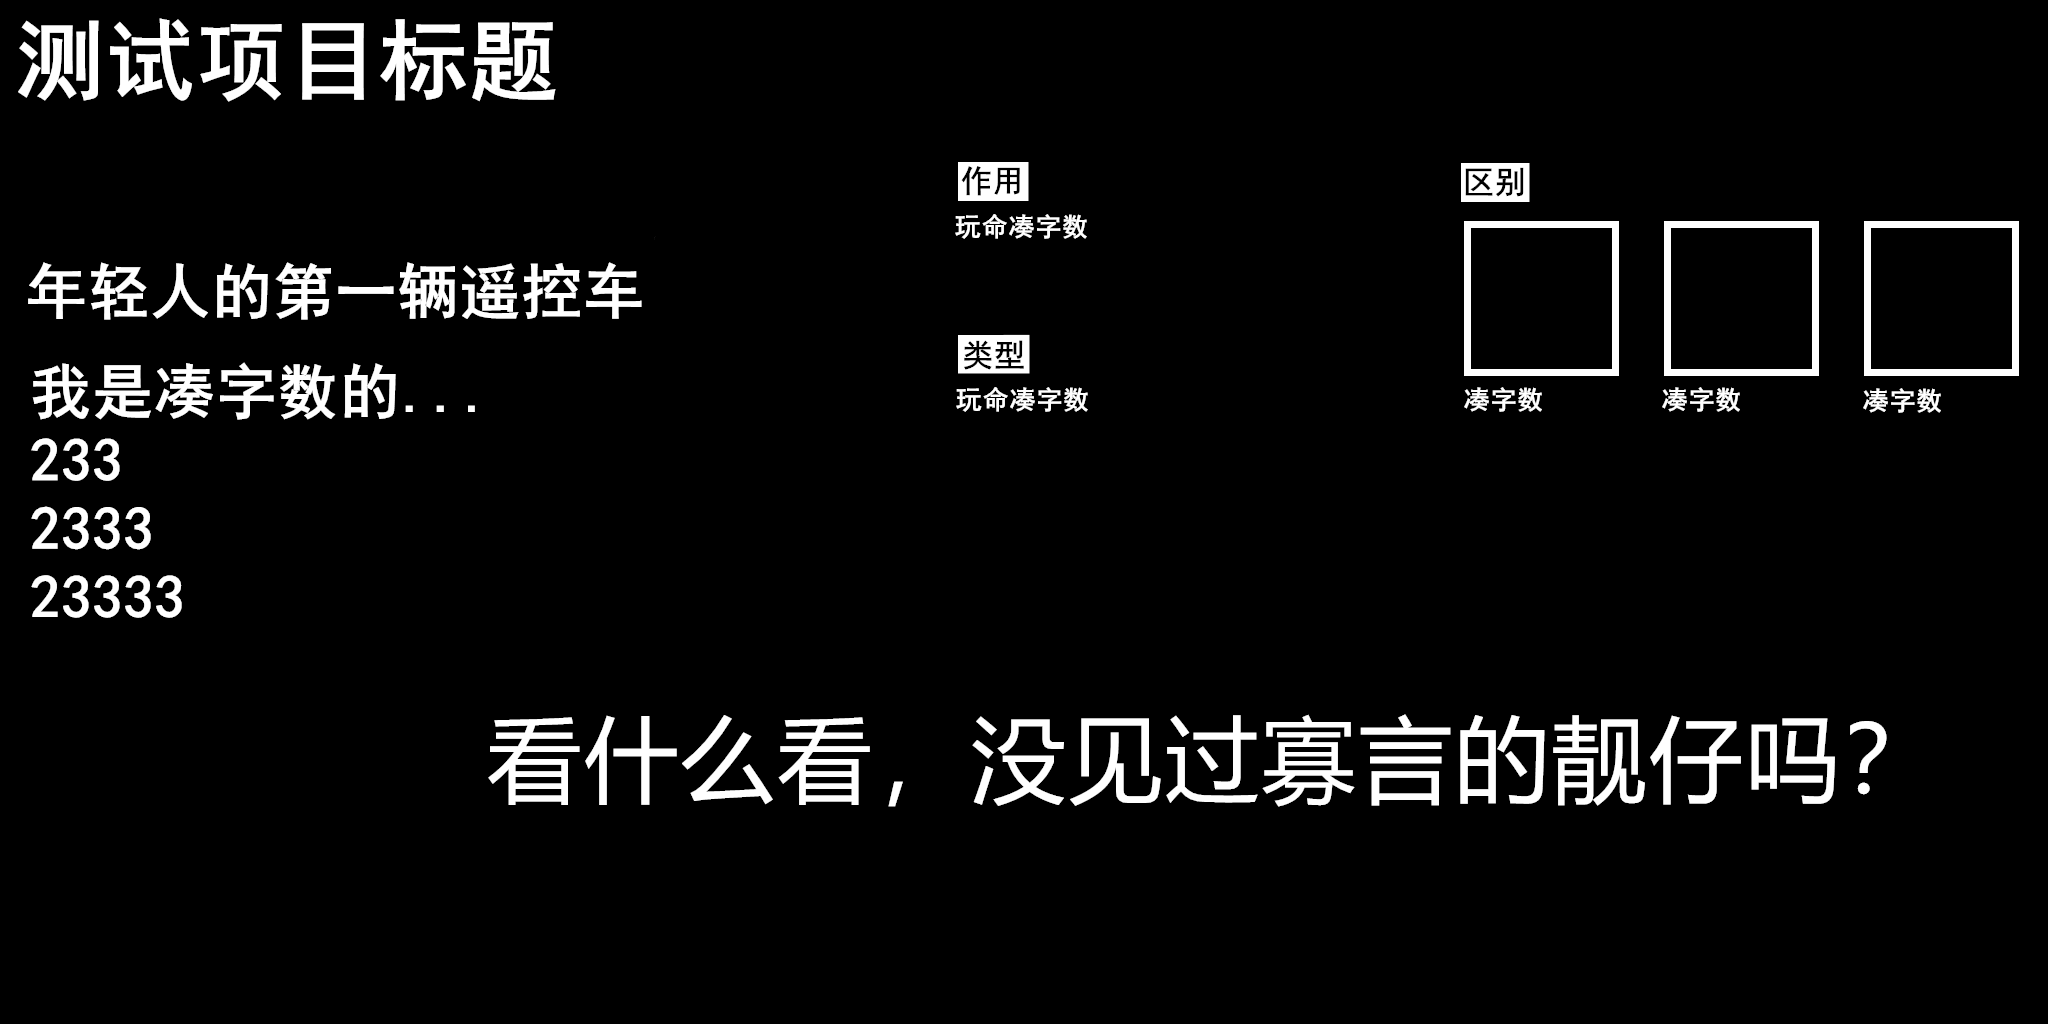 测试项目标题
年轻人的第一辆遥控车
我是凑字数的...
233
2333
23333
作用
玩命凑字数
类型
玩命凑字数
区别
凑字数
凑字数
凑字数
看什么看，没见过寡言的靓仔吗？